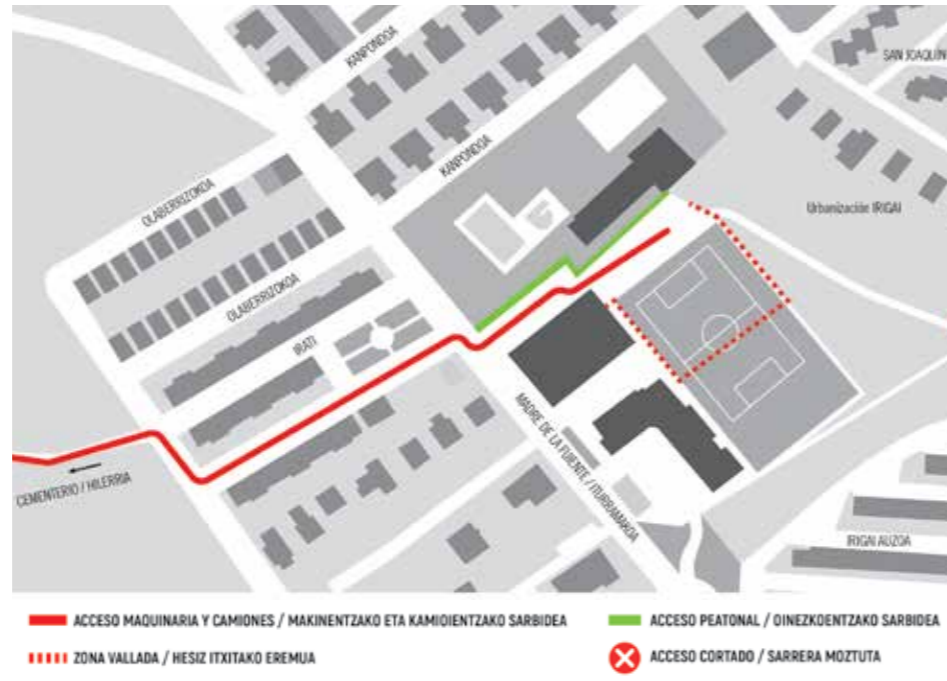 KANPONDOA
SAN JOAQUIN
KANPONDOA
OLABERRIZOKOA
Urbanización IRIGAI
OLABERRIZOKOA
IRATI
MADRE DE LA FUENTE / ITURRAMAKOA
CEMENTERIO / HILERRIA
IRIGAI AUZOA
ACCESO MAQUINARIA Y CAMIONES / MAKINENTZAKO ETA KAMIOIENTZAKO SARBIDEA
ACCESO PEATONAL / OINEZKOENTZAKO SARBIDEA
ZONA VALLADA / HESIZ ITXITAKO EREMUA
ACCESO CORTADO / SARRERA MOZTUTA